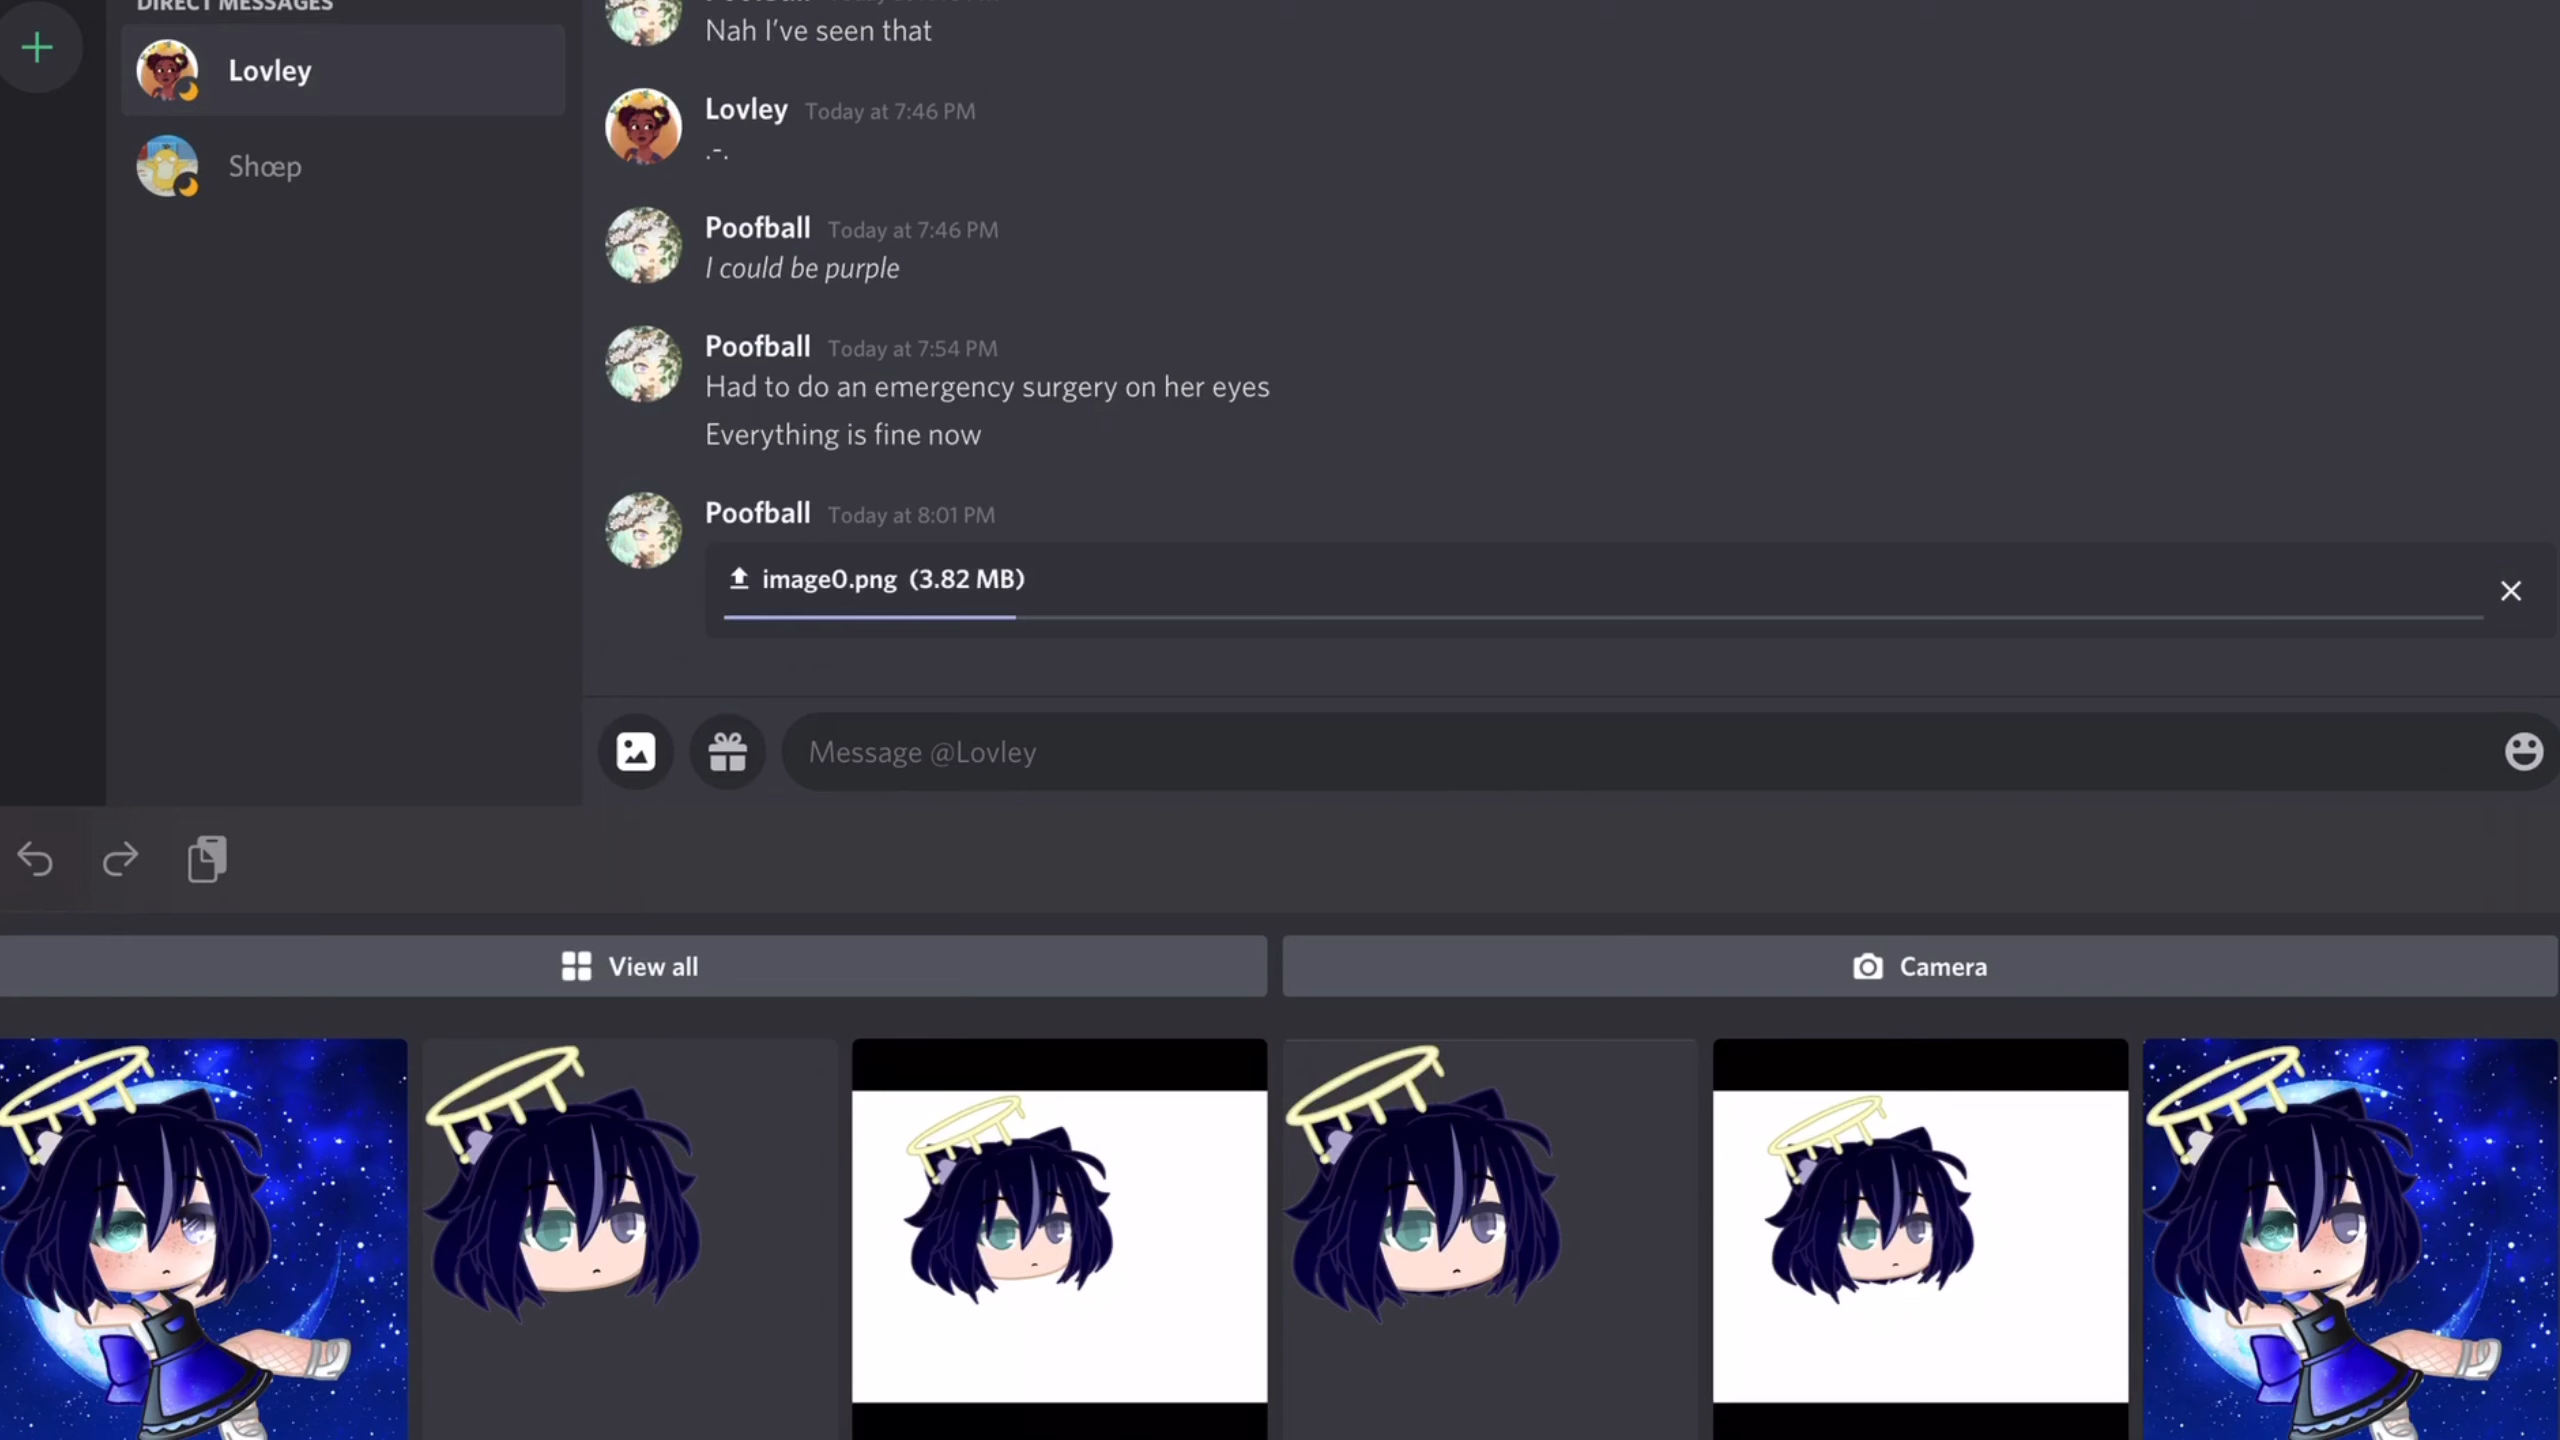 DIRECT MESSAGES
Lovley
Shœp
Nah I've seen that
Lovley Today at 7:46 PM
.-.
Poofball Today at 7:46 PM
I could be purple
Poofball Today at 7:54 PM
Had to do an emergency surgery on her eyes
Everything is fine now
Poofball Today at 8:01 PM
image0.png (3.82 MB)
Message @Lovley
View all
Camera